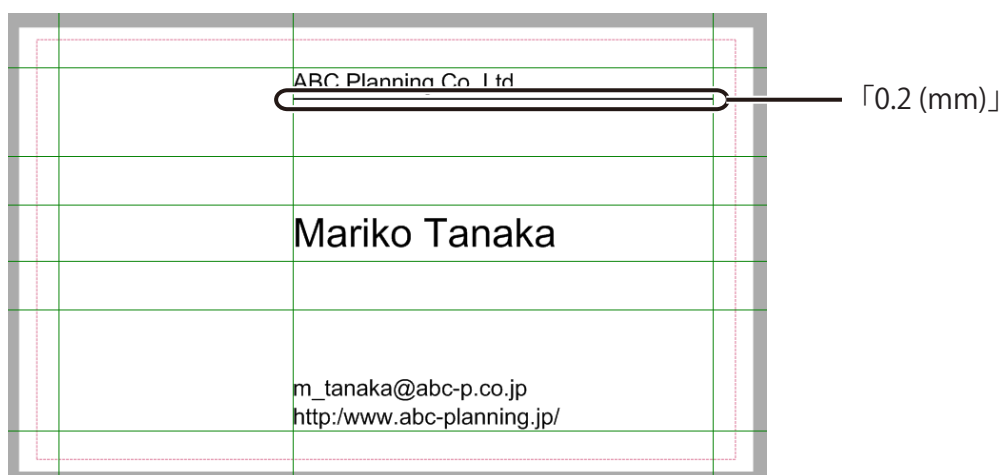 ABC Planning Co. Ltd
「0.2 (mm)」
Mariko Tanaka
m_tanaka@abc-p.co.jp
http:/www.abc-planning.jp/